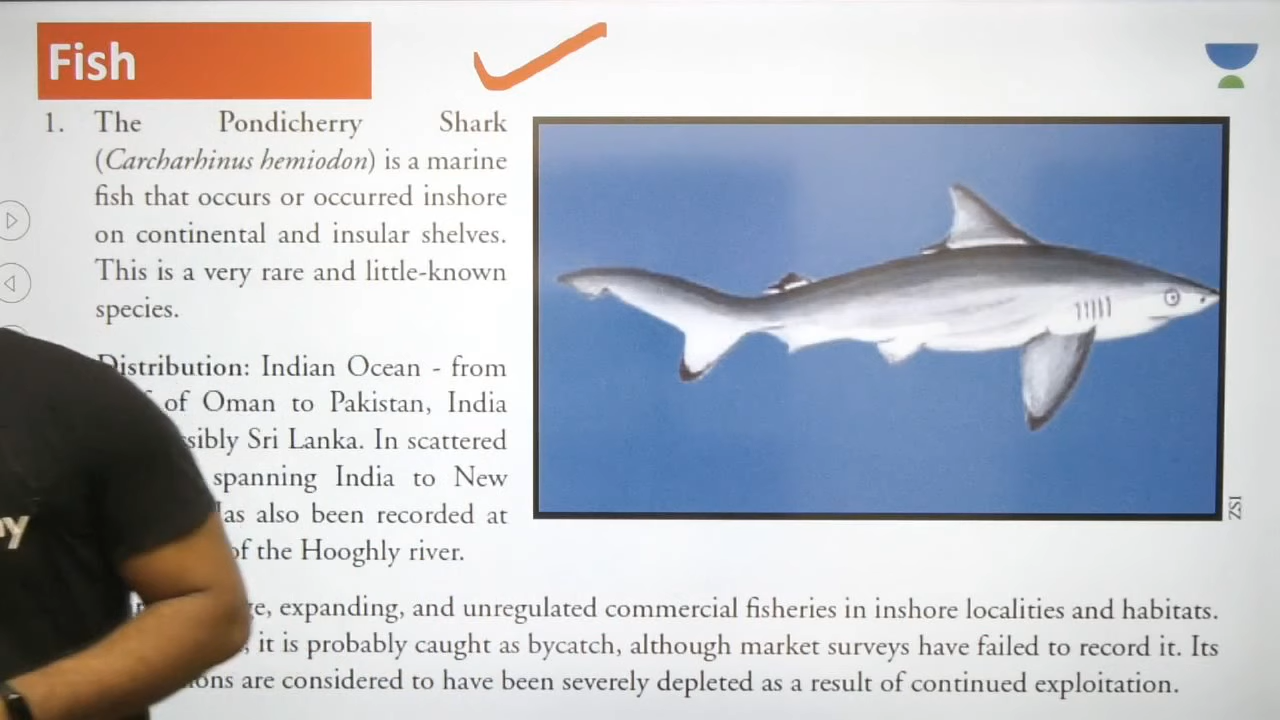 Fish
1. The Pondicherry Shark
(Carcharhinus hemiodon) is a marine
fish that occurs or occurred inshore
on continental and insular shelves.
This is a very rare and little-known
species.
Distribution: Indian Ocean - from
of Oman to Pakistan, India
Sri Lanka. In scattered
spanning India to New
also been recorded at
of the Hooghly river.
expanding, and unregulated commercial fisheries in inshore localities and habitats.
it is probably caught as bycatch, although market surveys have failed to record it. Its
are considered to have been severely depleted as a result of continued exploitation.
ZSI